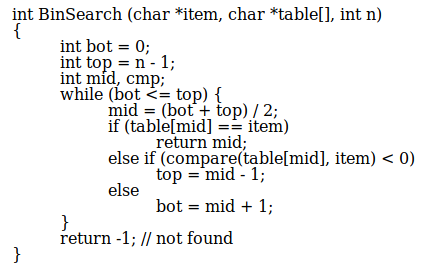 int BinSearch (char *item, char *table[], int n)
{
int bot = 0;
int top = n - 1;
int mid, cmp;
while (bot <= top) {
mid = (bot + top) / 2;
if (table[mid] == item)
return mid;
else if (compare(table[mid], item) < 0)
top = mid - 1;
else
bot = mid + 1;
}
return -1; // not found
}